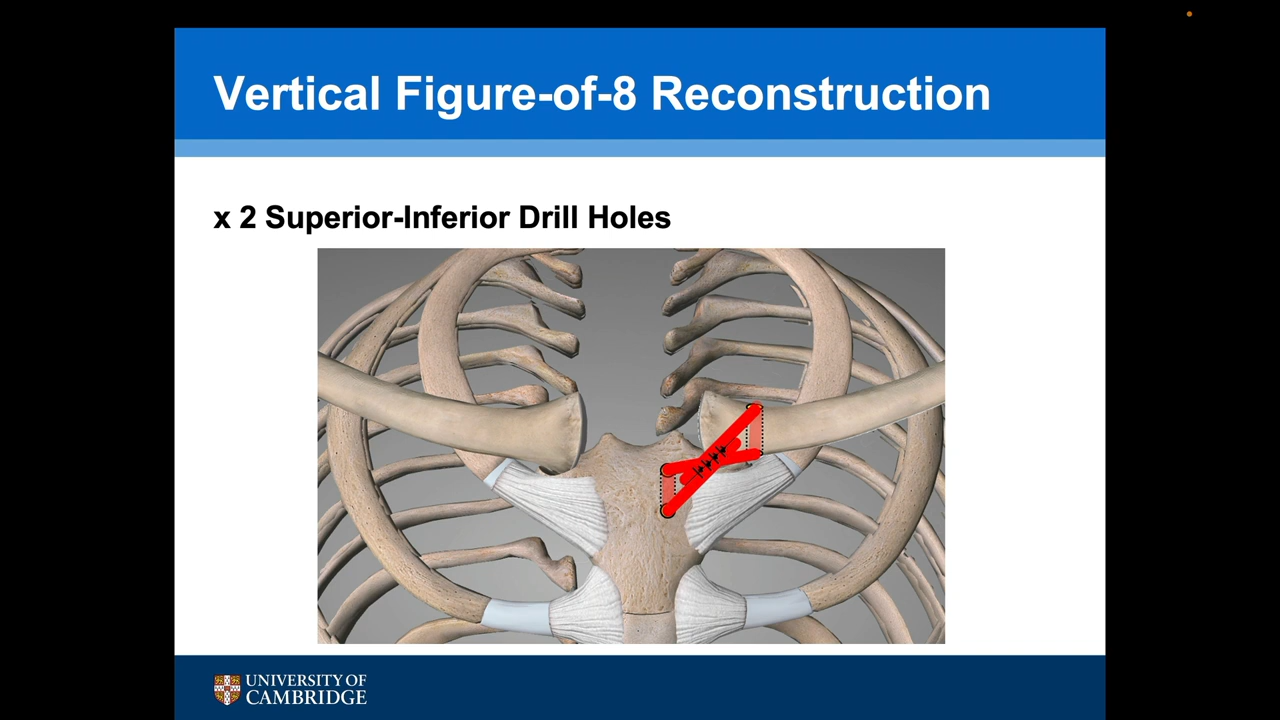 Vertical Figure-of-8 Reconstruction
x 2 Superior-Inferior Drill Holes
UNIVERSITY OF
CAMBRIDGE